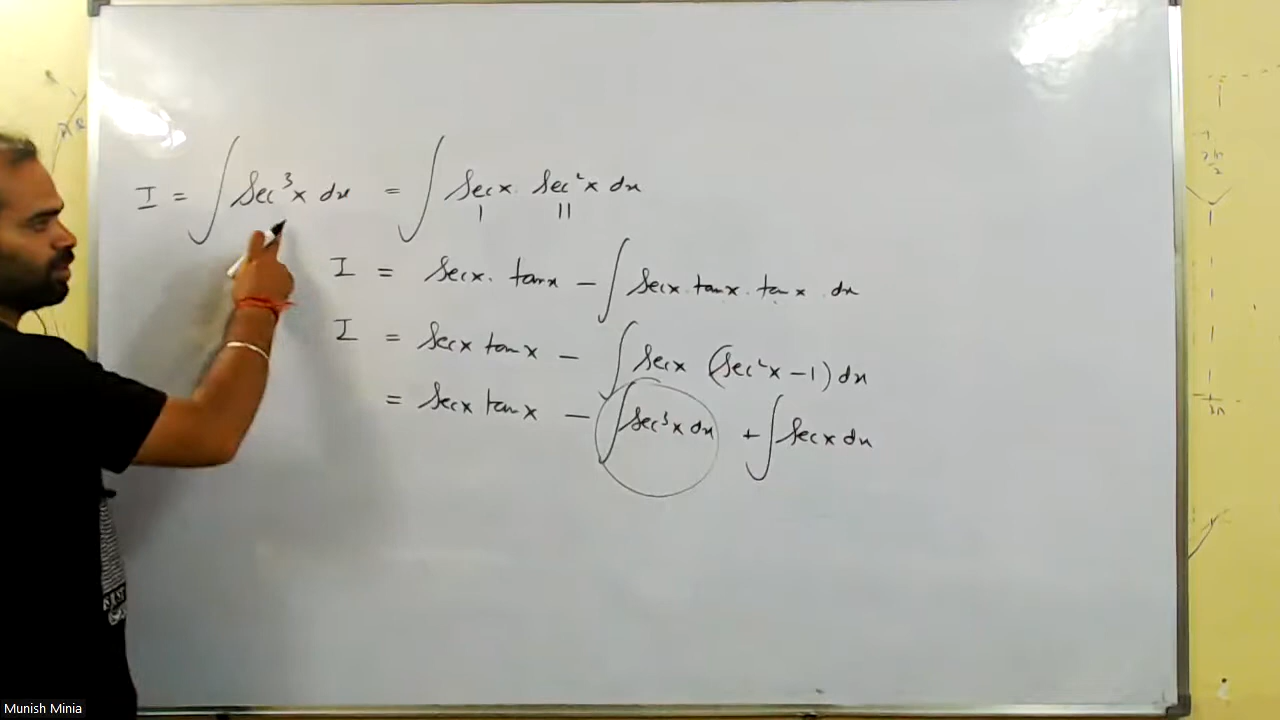 I = ∫ Sec³x dx = ∫ Secx. Sec²x dx
I II
I = Secx. tanx – ∫ Secx.tanx.tanx.dx
I = Secx tanx – ∫ Secx (Sec²x – 1) dx
= Secx tanx – ∫ Sec³x dx + ∫ Secx dx
Munish Minia